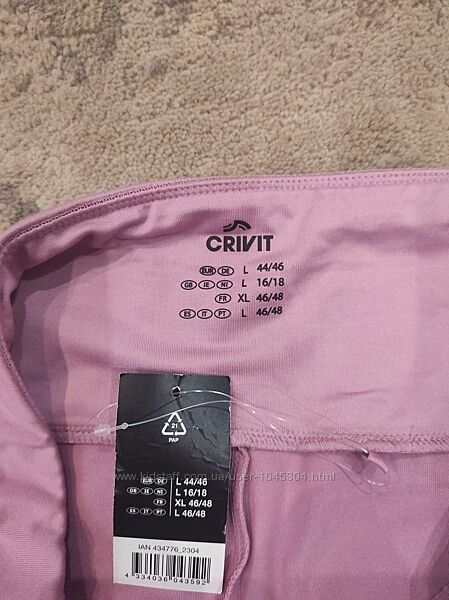 CRIVIT
EUR DE L 44/46
GB IE NI L 16/18
FR XL 46/48
ES IT PT L 46/48
21
PAP
EUR DE L 44/46
GB IE NI L 16/18
FR XL 46/48
ES IT PT L 46/48
www.kidstaff.com.ua/user-1045304.html
IAN 434776_2304
4 334036 043592